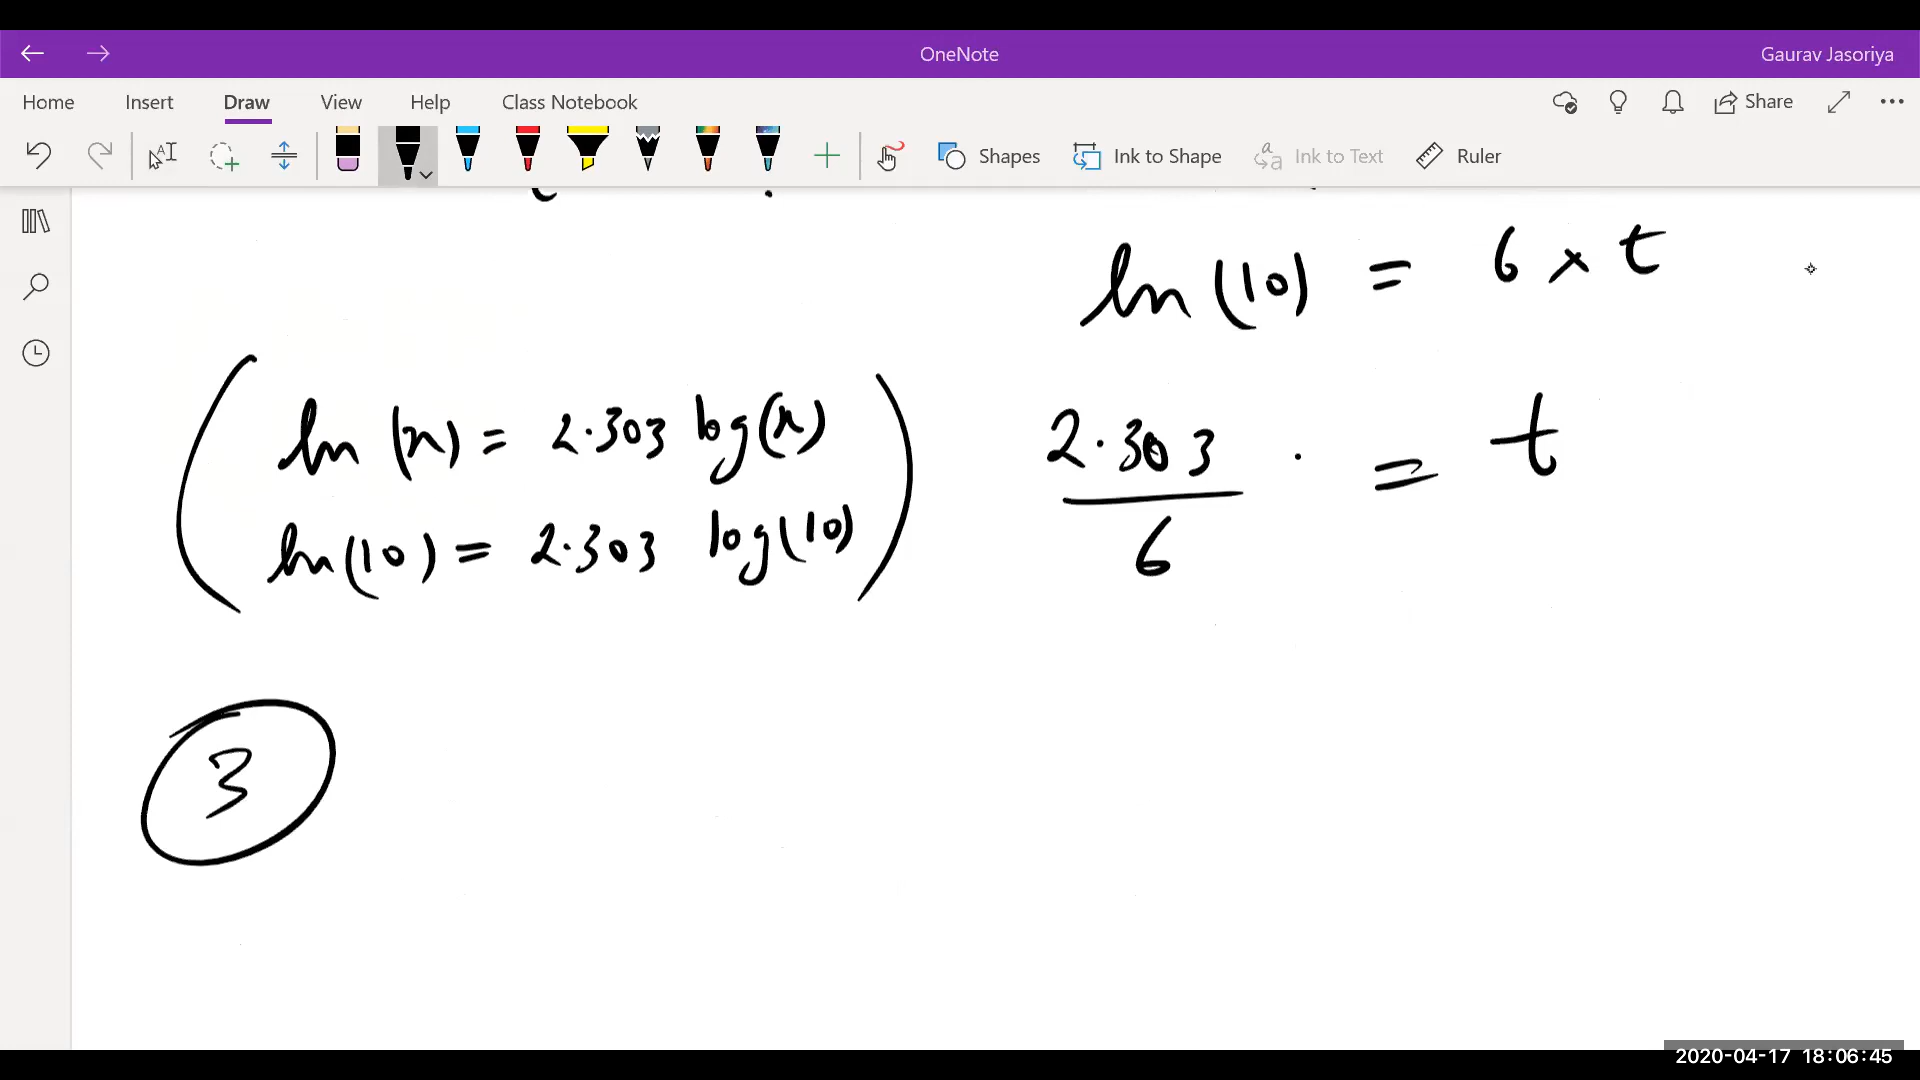 OneNote
Gaurav Jasoriya
Home Insert Draw View Help Class Notebook
Share
Shapes Ink to Shape Ink to Text Ruler
ln (10) = 6 × t
ln (x) = 2.303 log(x)
ln (10) = 2.303 log(10)
2.303 = t
6
3
2020-04-17 18:06:45